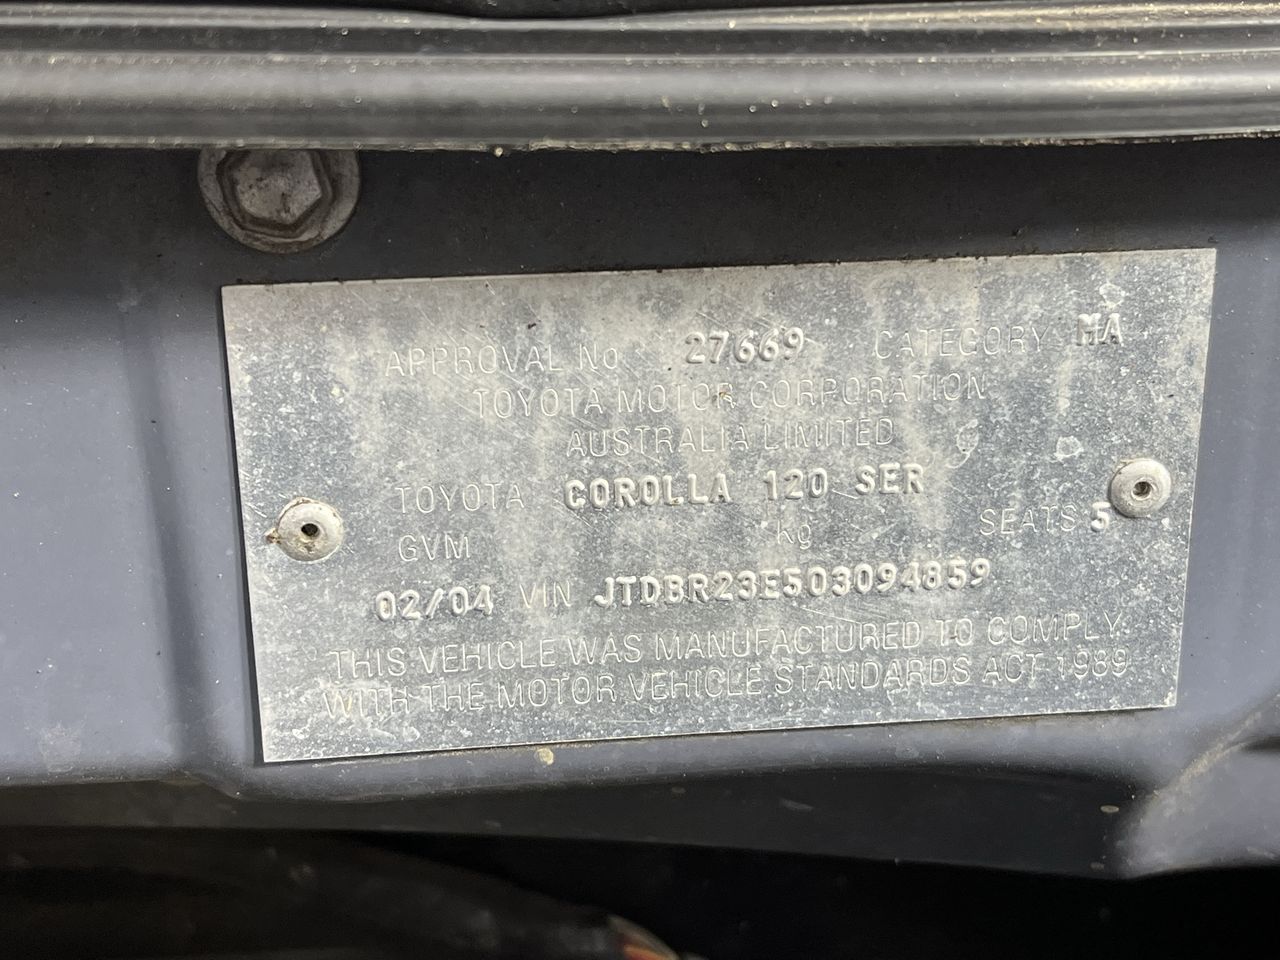 APPROVAL No 27669 CATEGORY MA
TOYOTA MOTOR CORPORATION
AUSTRALIA LIMITED
TOYOTA COROLLA 120 SER
GVM kg SEATS 5
02/04 VIN JTDBR23E503094859
THIS VEHICLE WAS MANUFACTURED TO COMPLY
WITH THE MOTOR VEHICLE STANDARDS ACT 1989